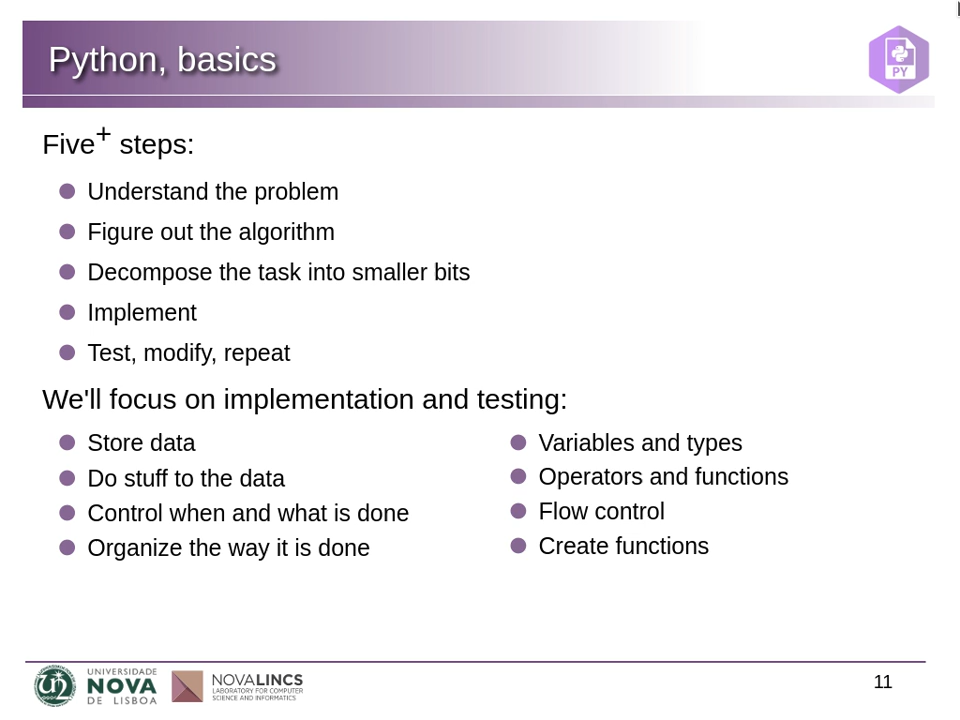 Python, basics
PY
Five+ steps:
Understand the problem
Figure out the algorithm
Decompose the task into smaller bits
Implement
Test, modify, repeat
We'll focus on implementation and testing:
Store data
Do stuff to the data
Control when and what is done
Organize the way it is done
Variables and types
Operators and functions
Flow control
Create functions
UNIVERSIDADE
NOVA
DE LISBOA
NOVALINCS
LABORATORY FOR COMPUTER
SCIENCE AND INFORMATICS
11